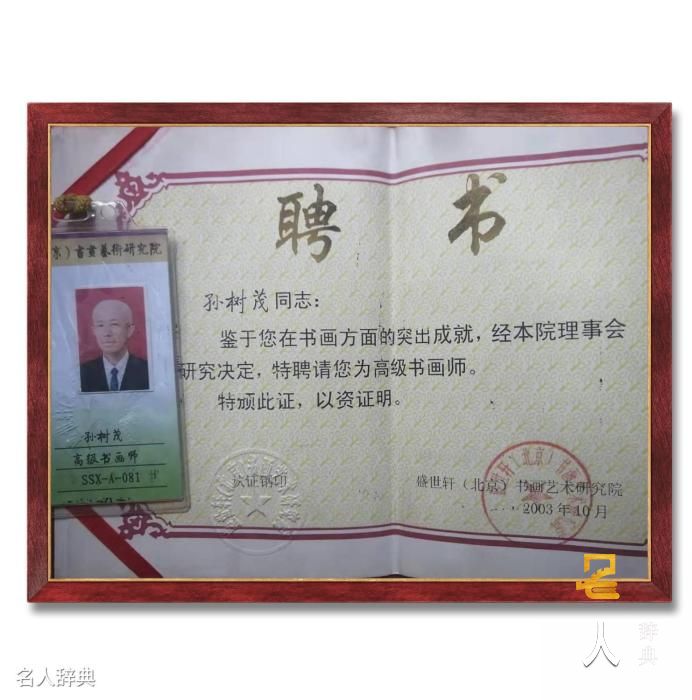 聘书
京）書畫藝術研究院
孙树茂同志：
鉴于您在书画方面的突出成就，经本院理事会
研究决定，特聘请您为高级书画师。
特颁此证，以资证明。
孙树茂
高级书画师
SSX-A-081 书
认证钢印
盛世轩（北京）书画艺术研究院
2003年10月
名人辞典
名人辞典